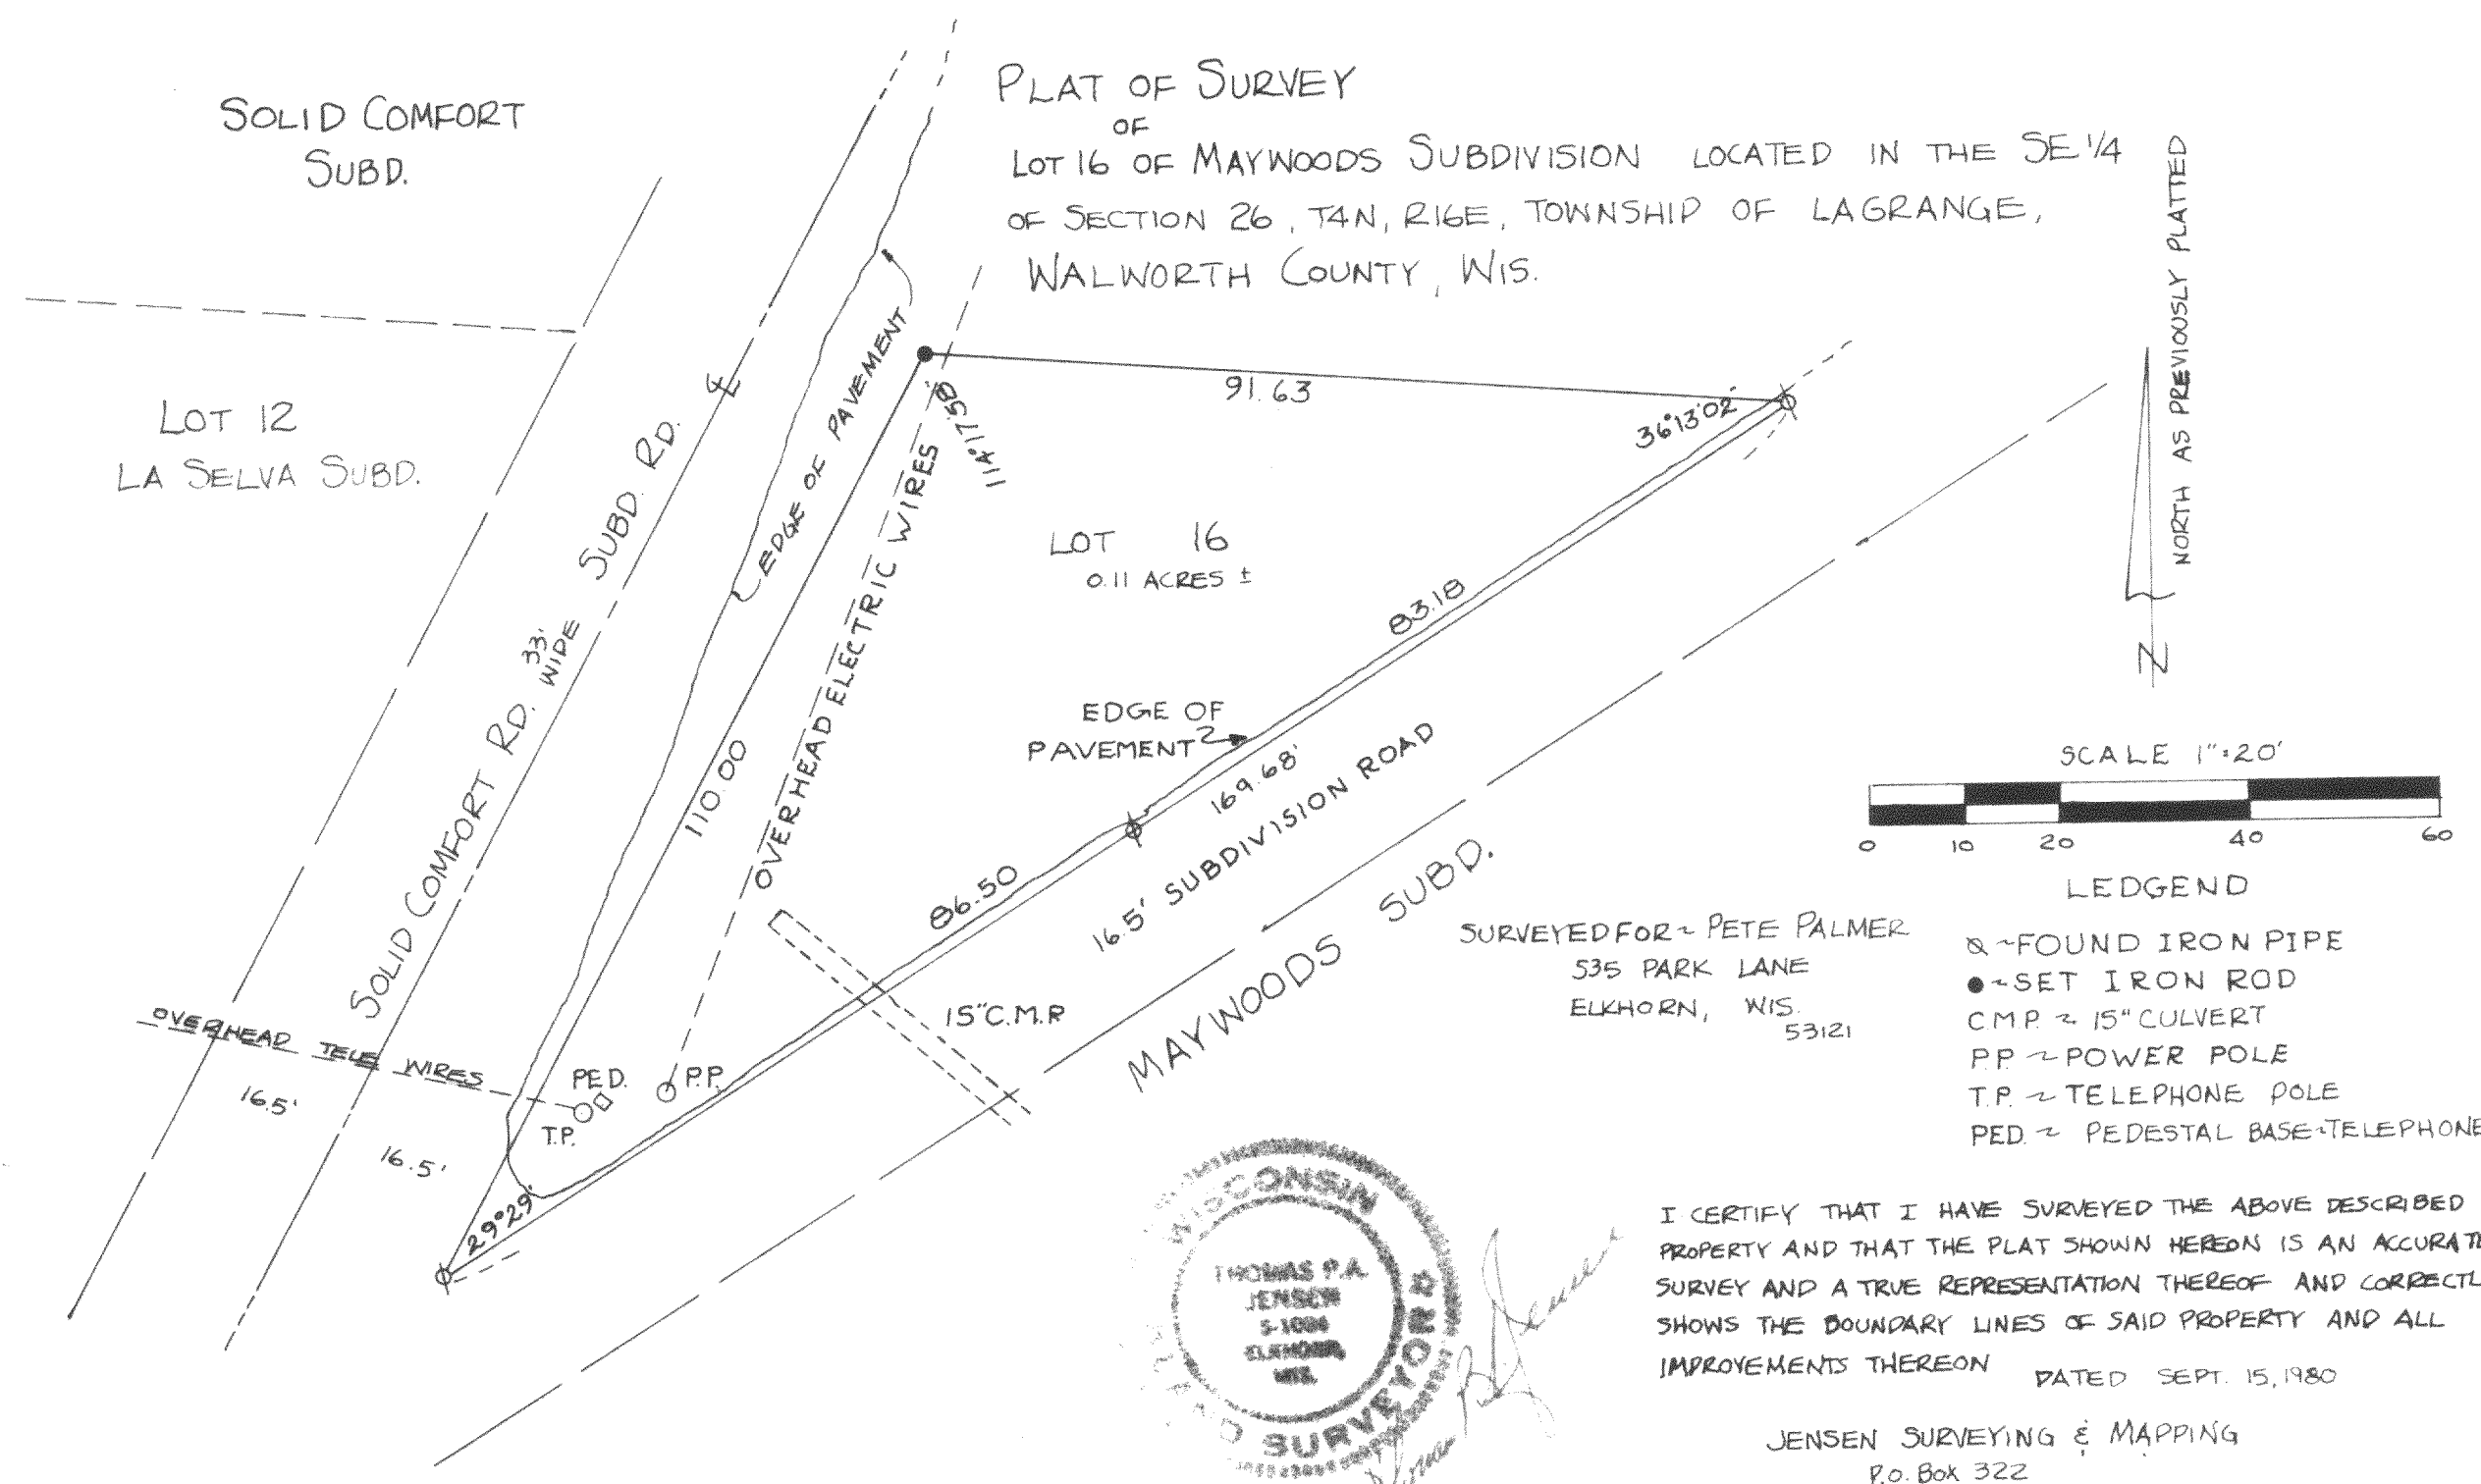 PLAT OF SURVEY
OF
LOT 16 OF MAYWOODS SUBDIVISION LOCATED IN THE SE 1/4
OF SECTION 26, T4N, R16E, TOWNSHIP OF LAGRANGE,
WALWORTH COUNTY, WIS.
SOLID COMFORT
SUBD.
LOT 12
LA SELVA SUBD.
SOLID COMFORT RD. 33' WIDE SUBD. RD. ℄
EDGE OF PAVEMENT
OVERHEAD ELECTRIC WIRES
91.63
114°17'58"
36°13'02"
NORTH AS PREVIOUSLY PLATTED
N
LOT 16
0.11 ACRES ±
110.00
83.18
EDGE OF
PAVEMENT
169.68'
86.50
16.5' SUBDIVISION ROAD
MAYWOODS SUBD.
15" C.M.P.
OVERHEAD TELE WIRES
PED.
P.P.
T.P.
16.5'
16.5'
29°29'
SCALE 1":20'
0 10 20 40 60
LEDGEND
~FOUND IRON PIPE
~SET IRON ROD
C.M.P. ~ 15" CULVERT
P.P. ~ POWER POLE
T.P. ~ TELEPHONE POLE
PED. ~ PEDESTAL BASE~TELEPHONE
SURVEYED FOR ~ PETE PALMER
535 PARK LANE
ELKHORN, WIS.
53121
WISCONSIN
THOMAS P.A.
JENSEN
ELKHORN,
WIS.
LAND SURVEYOR
I CERTIFY THAT I HAVE SURVEYED THE ABOVE DESCRIBED
PROPERTY AND THAT THE PLAT SHOWN HEREON IS AN ACCURATE
SURVEY AND A TRUE REPRESENTATION THEREOF AND CORRECTL
SHOWS THE BOUNDARY LINES OF SAID PROPERTY AND ALL
IMPROVEMENTS THEREON
DATED SEPT. 15, 1980
JENSEN SURVEYING & MAPPING
P.O. BOX 322